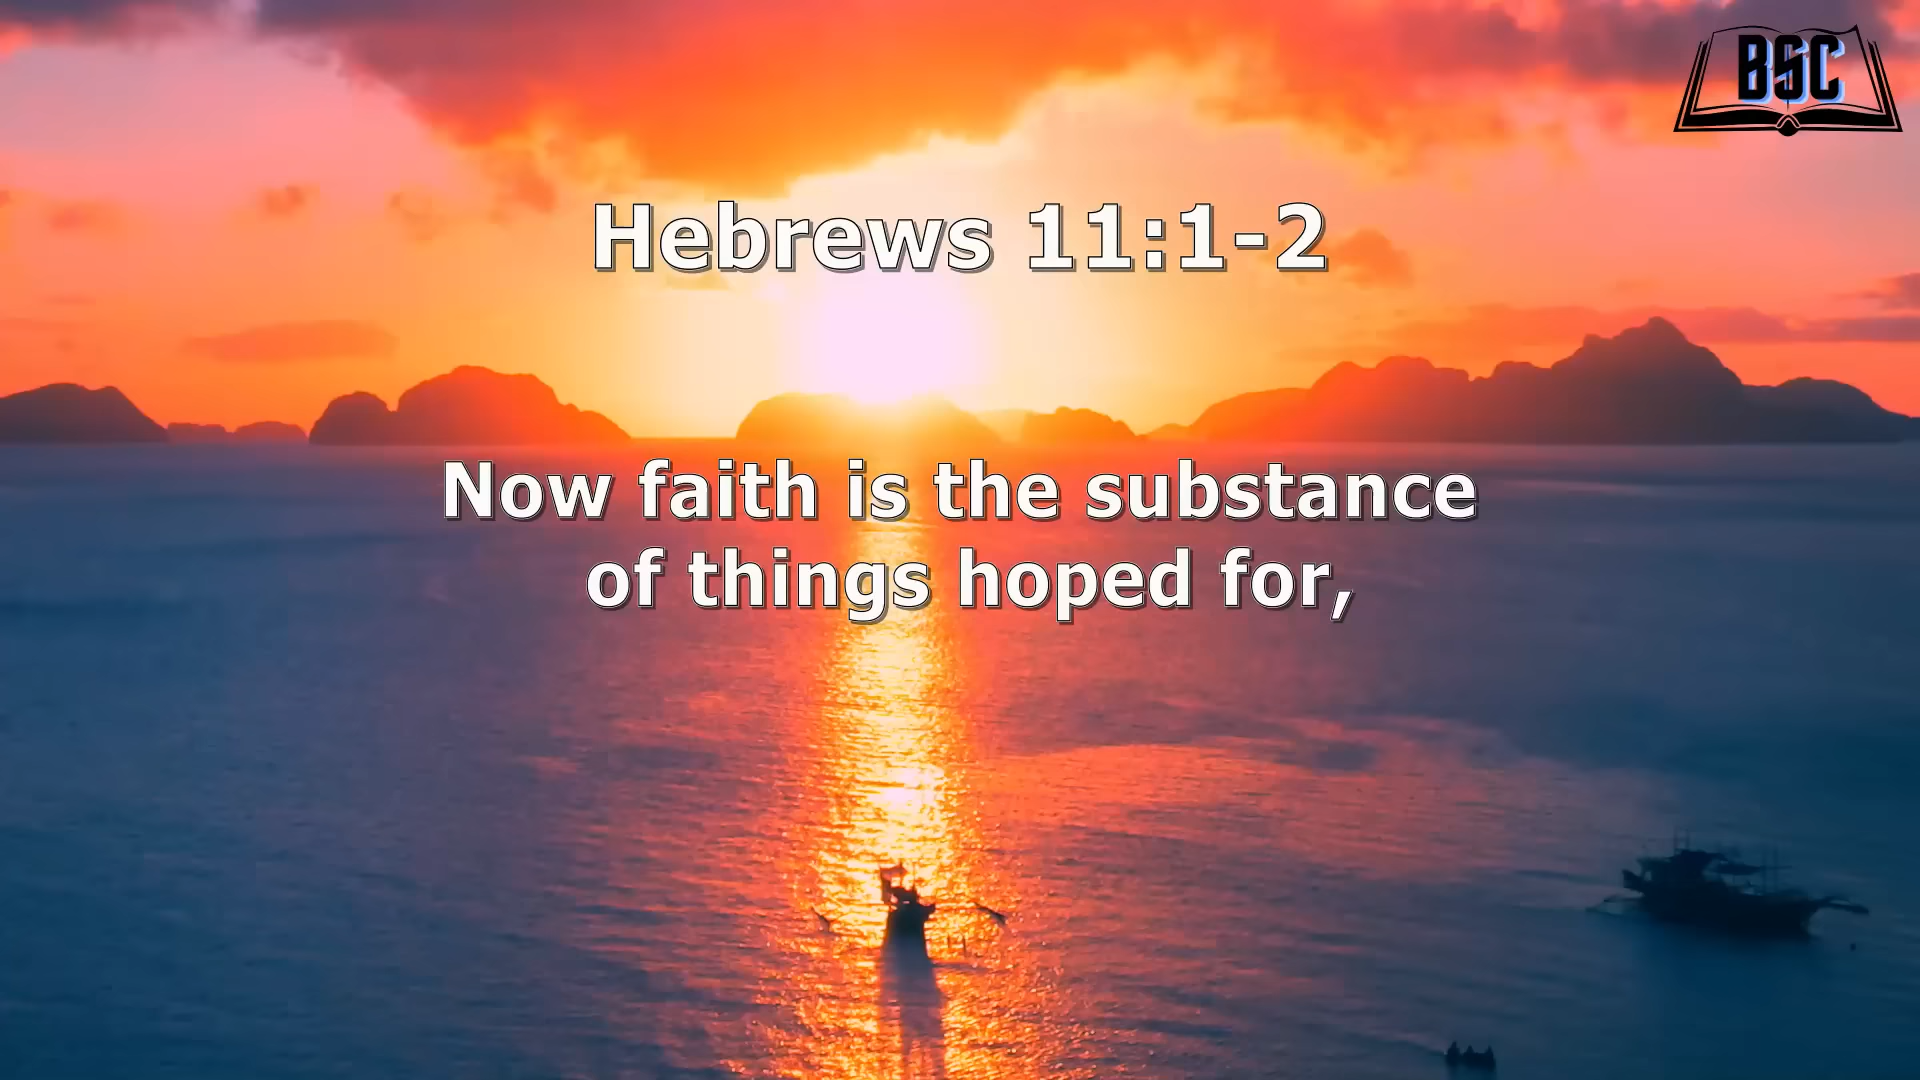 BSC
Hebrews 11:1-2
Now faith is the substance
of things hoped for,